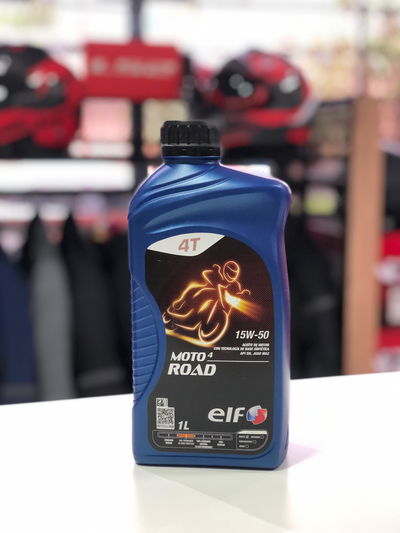 4T
15W-50
ACEITE DE MOTOR
CON TECNOLOGÍA DE BASE SINTÉTICA
API SN, JASO MA2
MOTO 4
ROAD
elf
1L